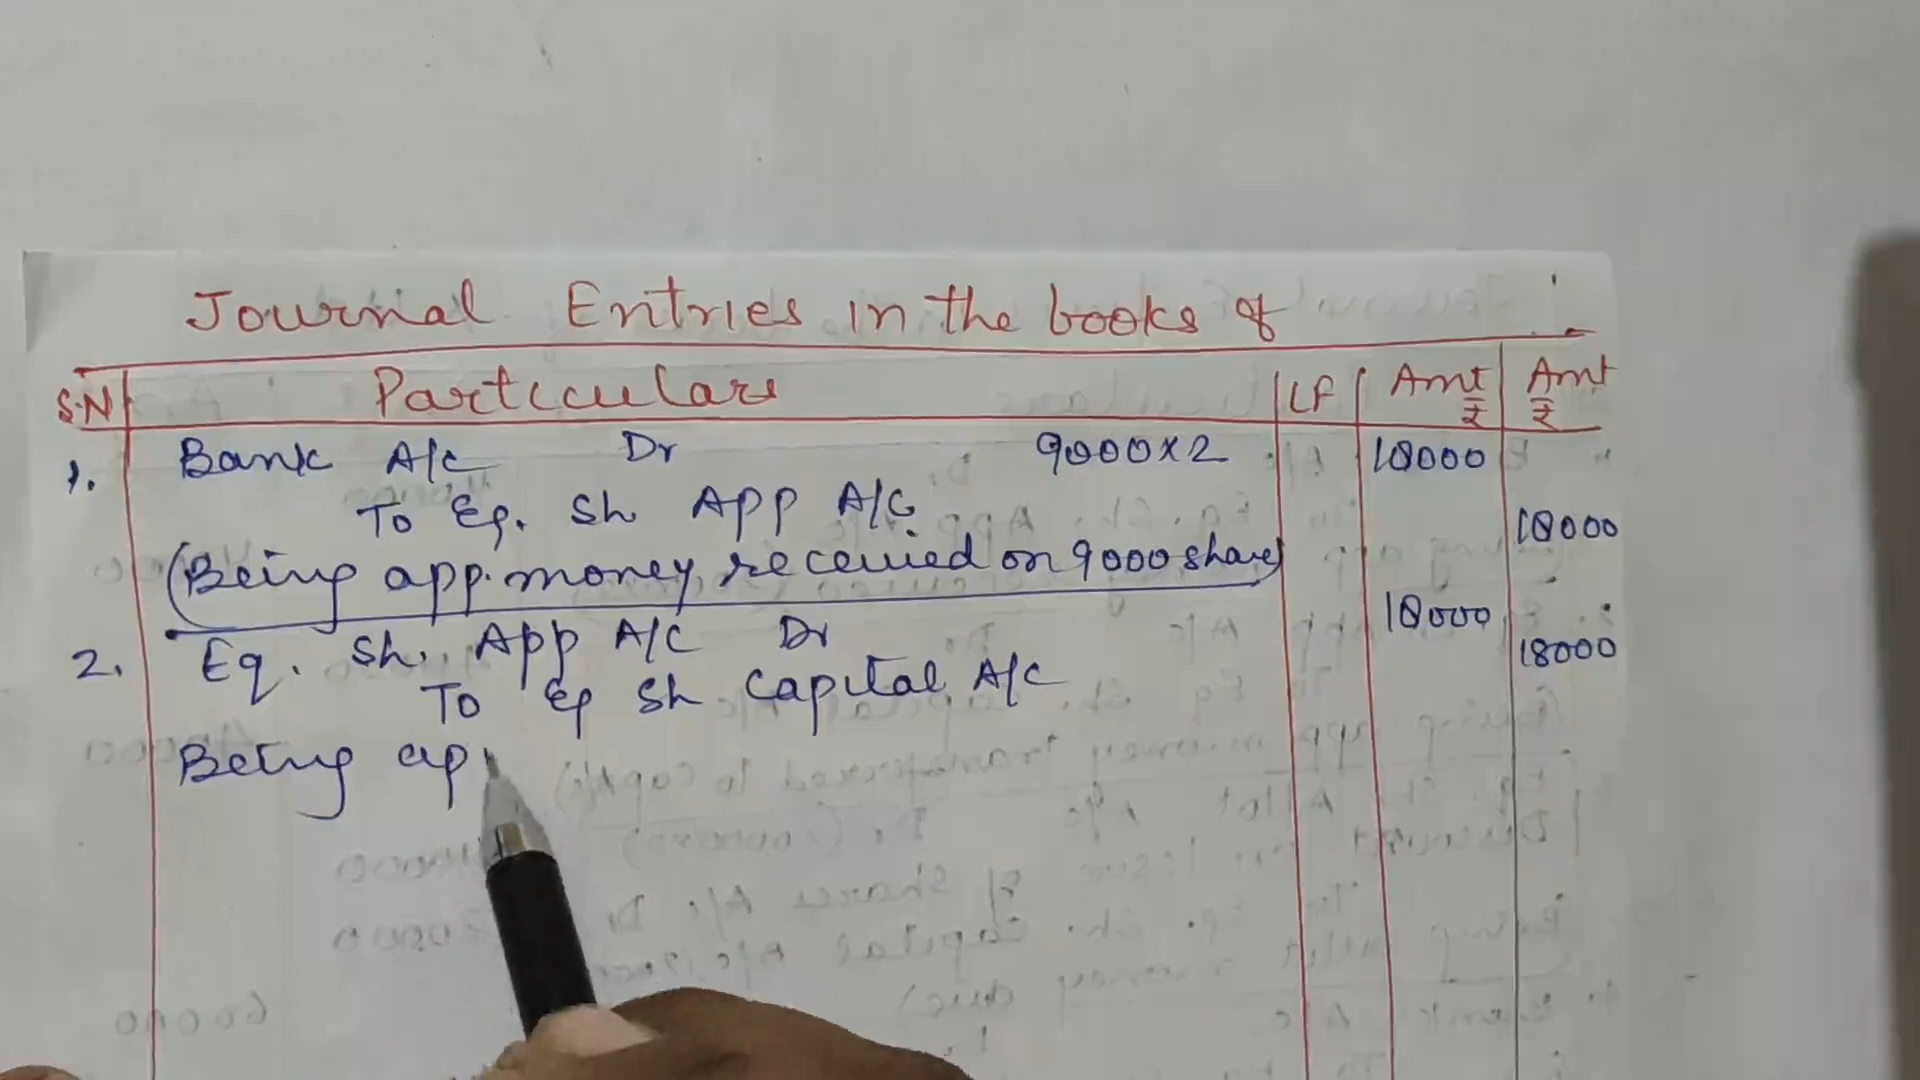 Journal Entries in the books of
S.N Particulars LF Amt ₹ Amt ₹
1. Bank A/c Dr 9000×2 18000
To Eq. Sh App A/c 18000
(Being app. money received on 9000 share)
2. Eq. Sh. App A/C Dr 18000
To Eq Sh Capital A/C 18000
Being ap